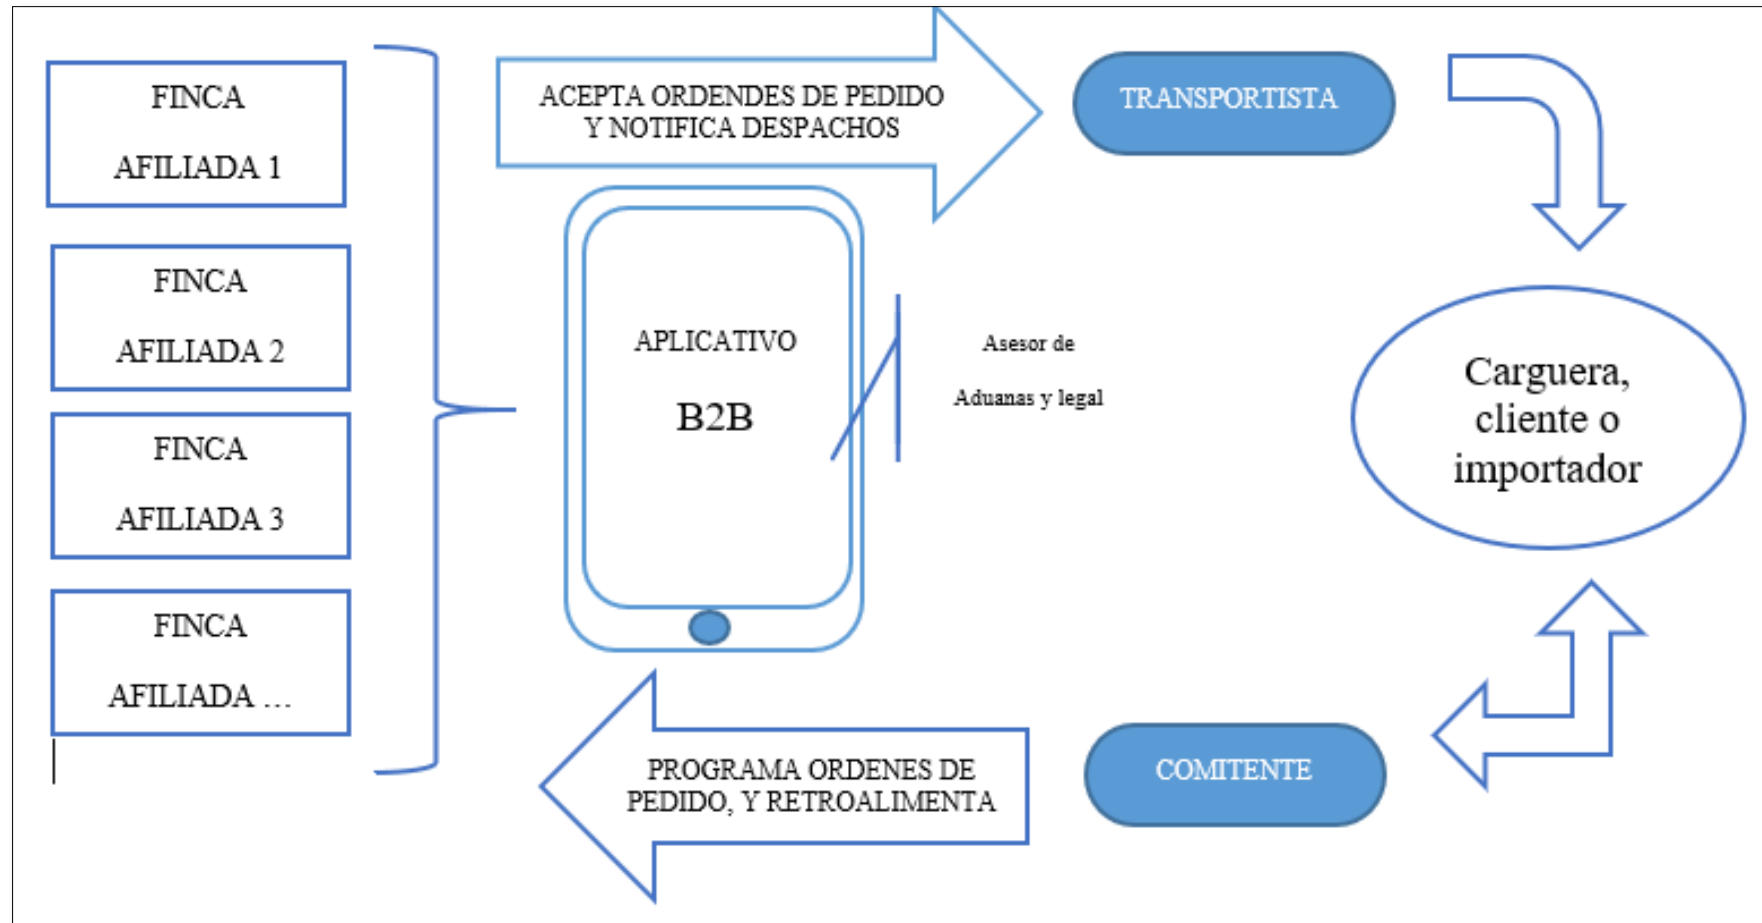 FINCA
AFILIADA 1
FINCA
AFILIADA 2
FINCA
AFILIADA 3
FINCA
AFILIADA ...
ACEPTA ORDENDES DE PEDIDO
Y NOTIFICA DESPACHOS
TRANSPORTISTA
APLICATIVO
B2B
Asesor de
Aduanas y legal
Carguera,
cliente o
importador
PROGRAMA ORDENES DE
PEDIDO, Y RETROALIMENTA
COMITENTE